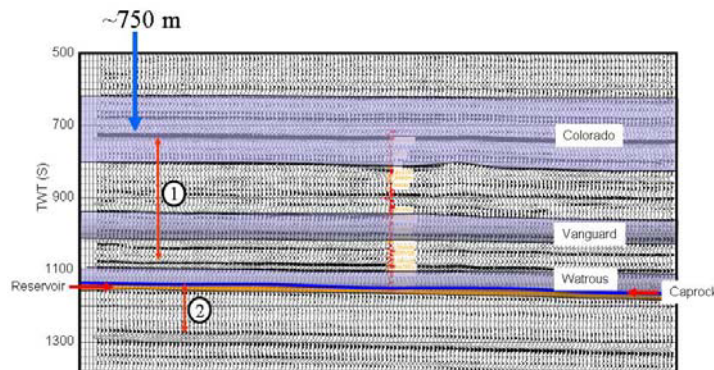 ~750 m
500
700
900
1100
1300
TWT (S)
Colorado
1
Vanguard
Watrous
Reservoir
Caprock
2